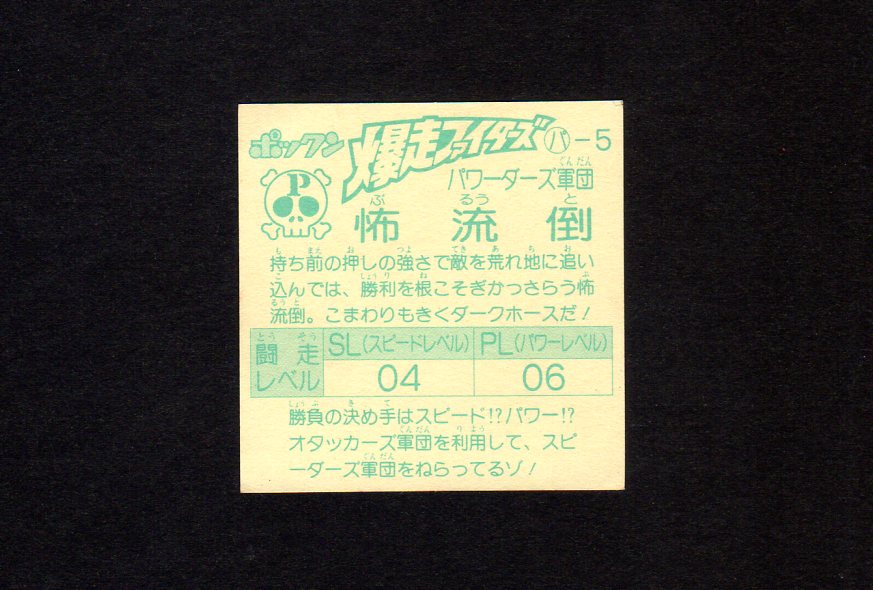 ポックン 爆走ファイターズ パ-5
P パワーダーズ軍団
怖流倒
持ち前の押しの強さで敵を荒れ地に追い
込んでは、勝利を根こそぎかっさらう怖
流倒。こまわりもきくダークホースだ！
闘走レベル SL(スピードレベル) PL(パワーレベル)
04 06
勝負の決め手はスピード!?パワー!?
オタッカーズ軍団を利用して、スピ
ーダーズ軍団をねらってるゾ！